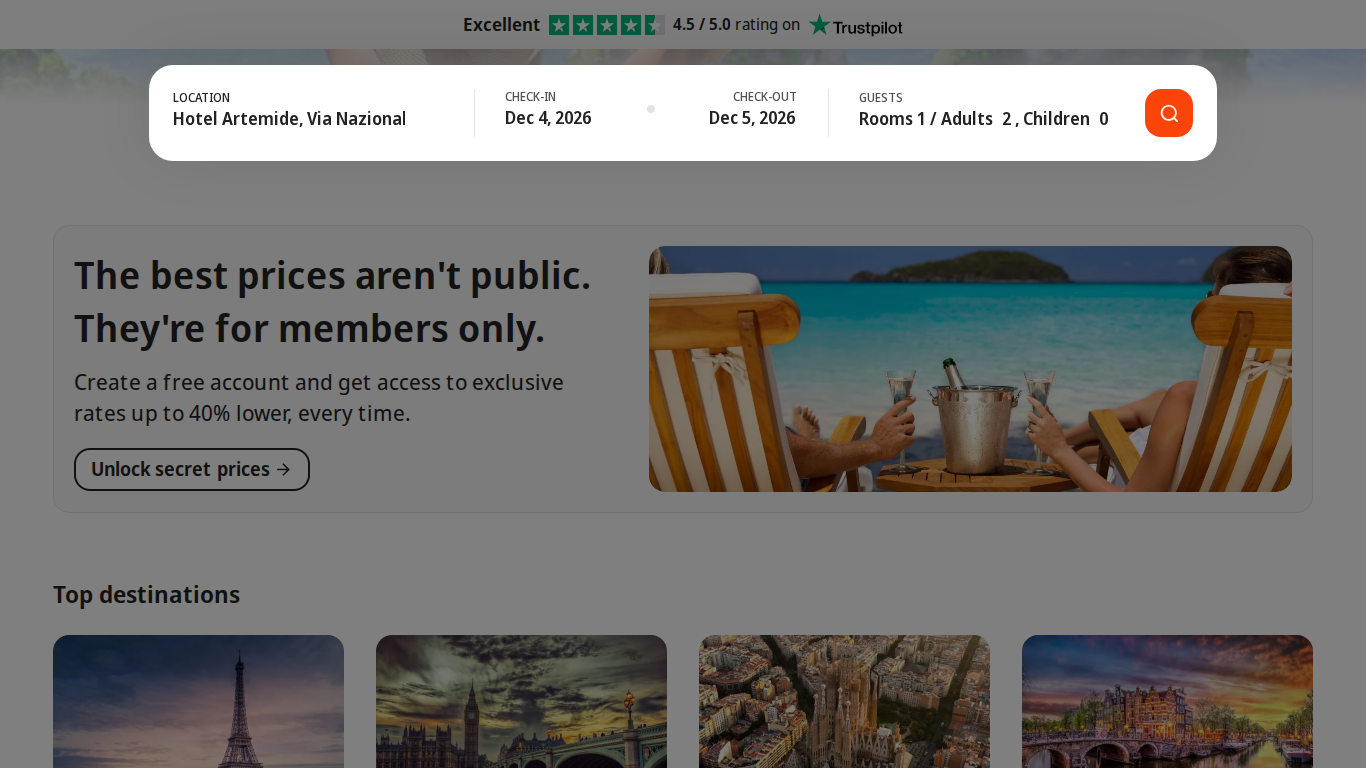 Excellent 4.5 / 5.0 rating on Trustpilot
LOCATION
Hotel Artemide, Via Nazional
CHECK-IN
Dec 4, 2026
CHECK-OUT
Dec 5, 2026
GUESTS
Rooms 1 / Adults 2 , Children 0
The best prices aren't public.
They're for members only.
Create a free account and get access to exclusive
rates up to 40% lower, every time.
Unlock secret prices →
Top destinations